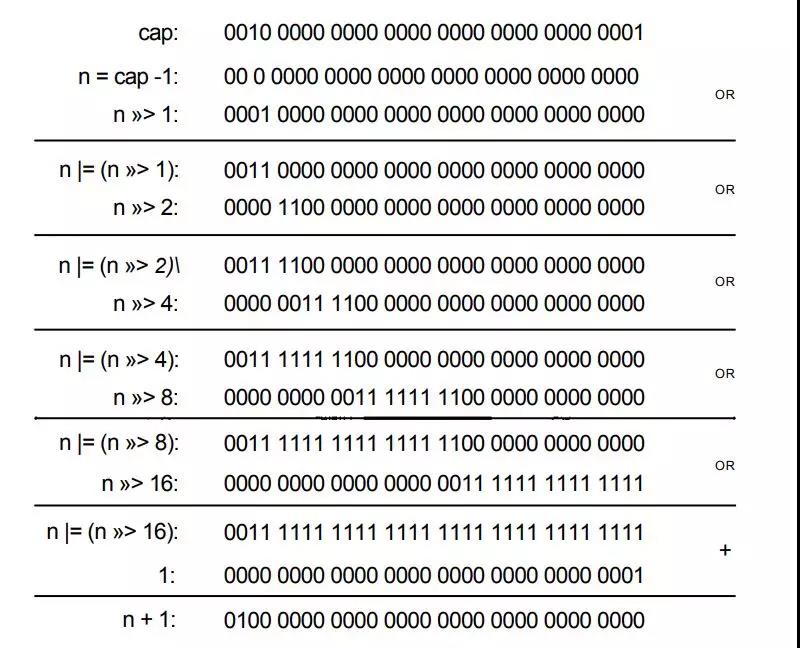 cap: 0010 0000 0000 0000 0000 0000 0000 0001
n = cap -1: 00 0 0000 0000 0000 0000 0000 0000 0000
OR
n »> 1: 0001 0000 0000 0000 0000 0000 0000 0000
n |= (n »> 1): 0011 0000 0000 0000 0000 0000 0000 0000
OR
n »> 2: 0000 1100 0000 0000 0000 0000 0000 0000
n |= (n »> 2)\ 0011 1100 0000 0000 0000 0000 0000 0000
OR
n »> 4: 0000 0011 1100 0000 0000 0000 0000 0000
n |= (n »> 4): 0011 1111 1100 0000 0000 0000 0000 0000
OR
n »> 8: 0000 0000 0011 1111 1100 0000 0000 0000
n |= (n »> 8): 0011 1111 1111 1111 1100 0000 0000 0000
OR
n »> 16: 0000 0000 0000 0000 0011 1111 1111 1111
n |= (n »> 16): 0011 1111 1111 1111 1111 1111 1111 1111
+
1: 0000 0000 0000 0000 0000 0000 0000 0001
n + 1: 0100 0000 0000 0000 0000 0000 0000 0000